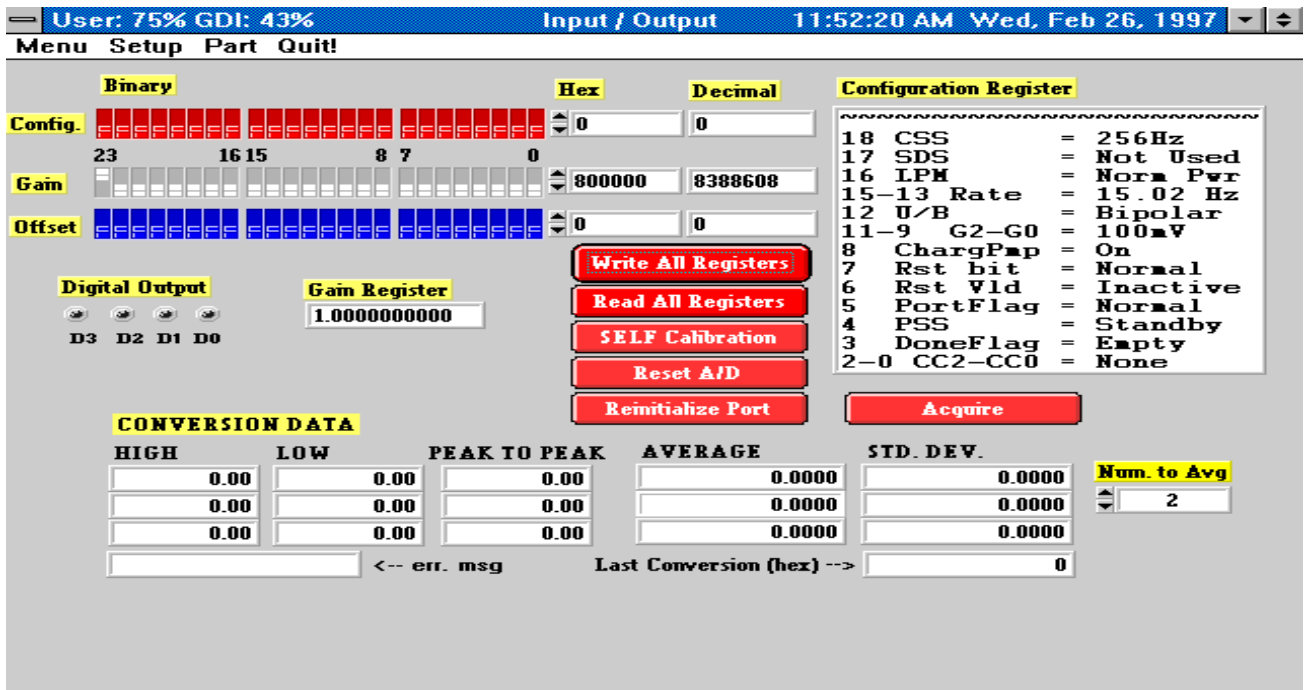 User: 75% GDI: 43% Input / Output 11:52:20 AM Wed, Feb 26, 1997
Menu Setup Part Quit!
Binary Hex Decimal Configuration Register
Config. 0 0
23 16 15 8 7 0
Gain 800000 8388608
Offset 0 0
~~~~~~~~~~~~~~~~~~~~~~~~~~~~~~~~~~~
18 CSS = 256Hz
17 SDS = Not Used
16 LPM = Norm Pwr
15-13 Rate = 15.02 Hz
12 U/B = Bipolar
11-9 G2-G0 = 100mV
8 ChargPmp = On
7 Rst bit = Normal
6 Rst Vld = Inactive
5 PortFlag = Normal
4 PSS = Standby
3 DoneFlag = Empty
2-0 CC2-CC0 = None
Write All Registers
Read All Registers
SELF Calibration
Reset A/D
Reinitialize Port
Acquire
Digital Output
D3 D2 D1 D0
Gain Register
1.0000000000
CONVERSION DATA
HIGH LOW PEAK TO PEAK AVERAGE STD. DEV.
0.00 0.00 0.00 0.0000 0.0000
0.00 0.00 0.00 0.0000 0.0000
0.00 0.00 0.00 0.0000 0.0000
Num. to Avg
2
<-- err. msg Last Conversion (hex) --> 0